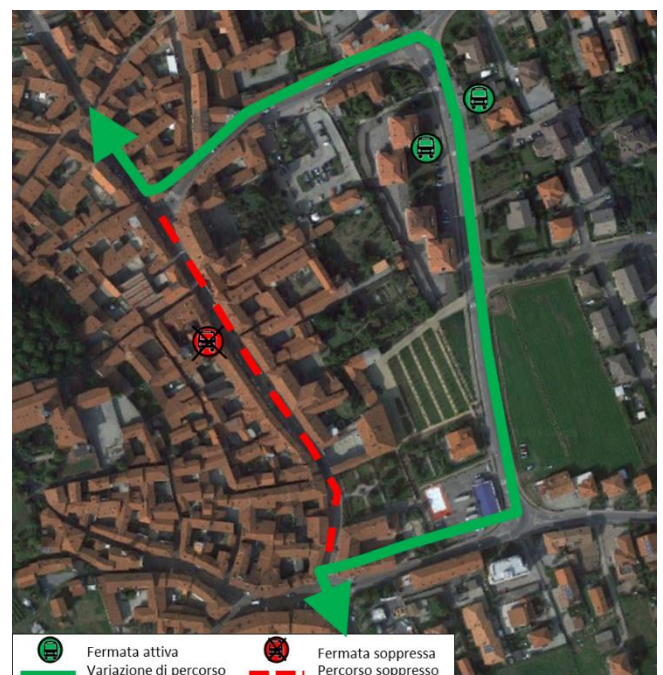 Fermata attiva
Fermata soppressa
Variazione di percorso
Percorso soppresso